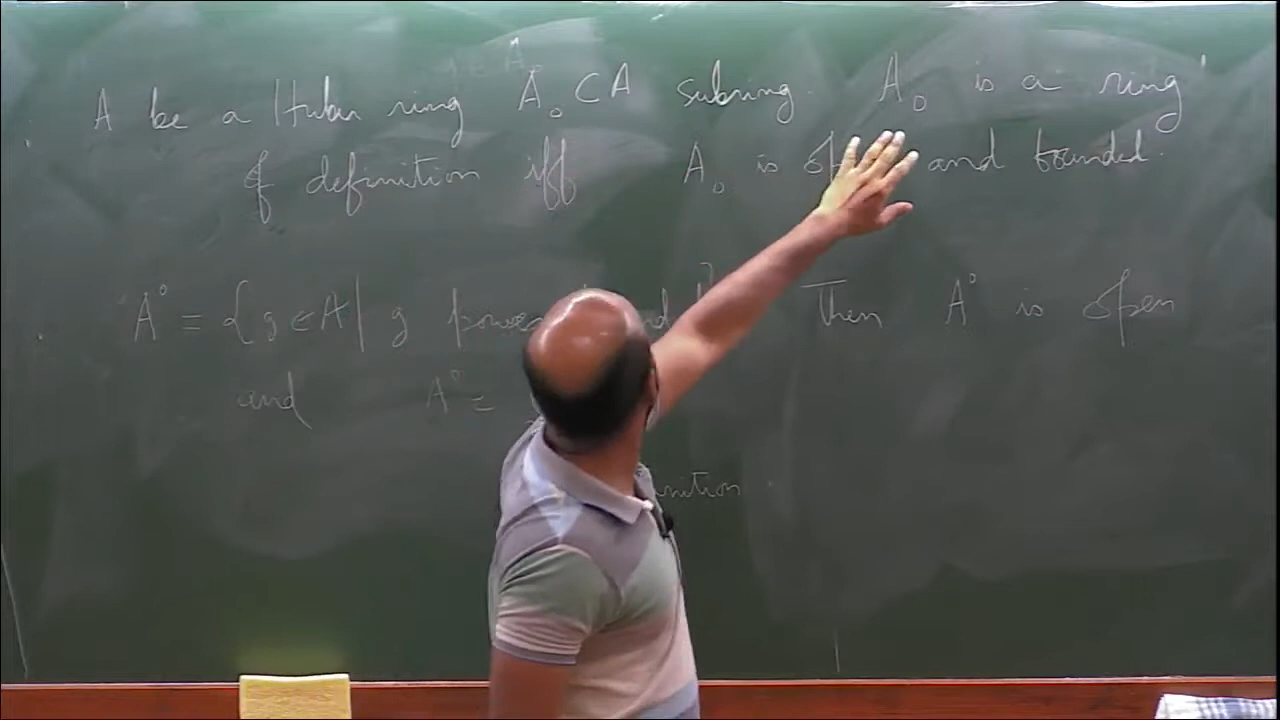 A be a Huber ring A₀ ⊂ A subring. A₀ is a ring
of definition iff A₀ is open and bounded.
A° = {g ∈ A | g power } Then A° is open
and A° =